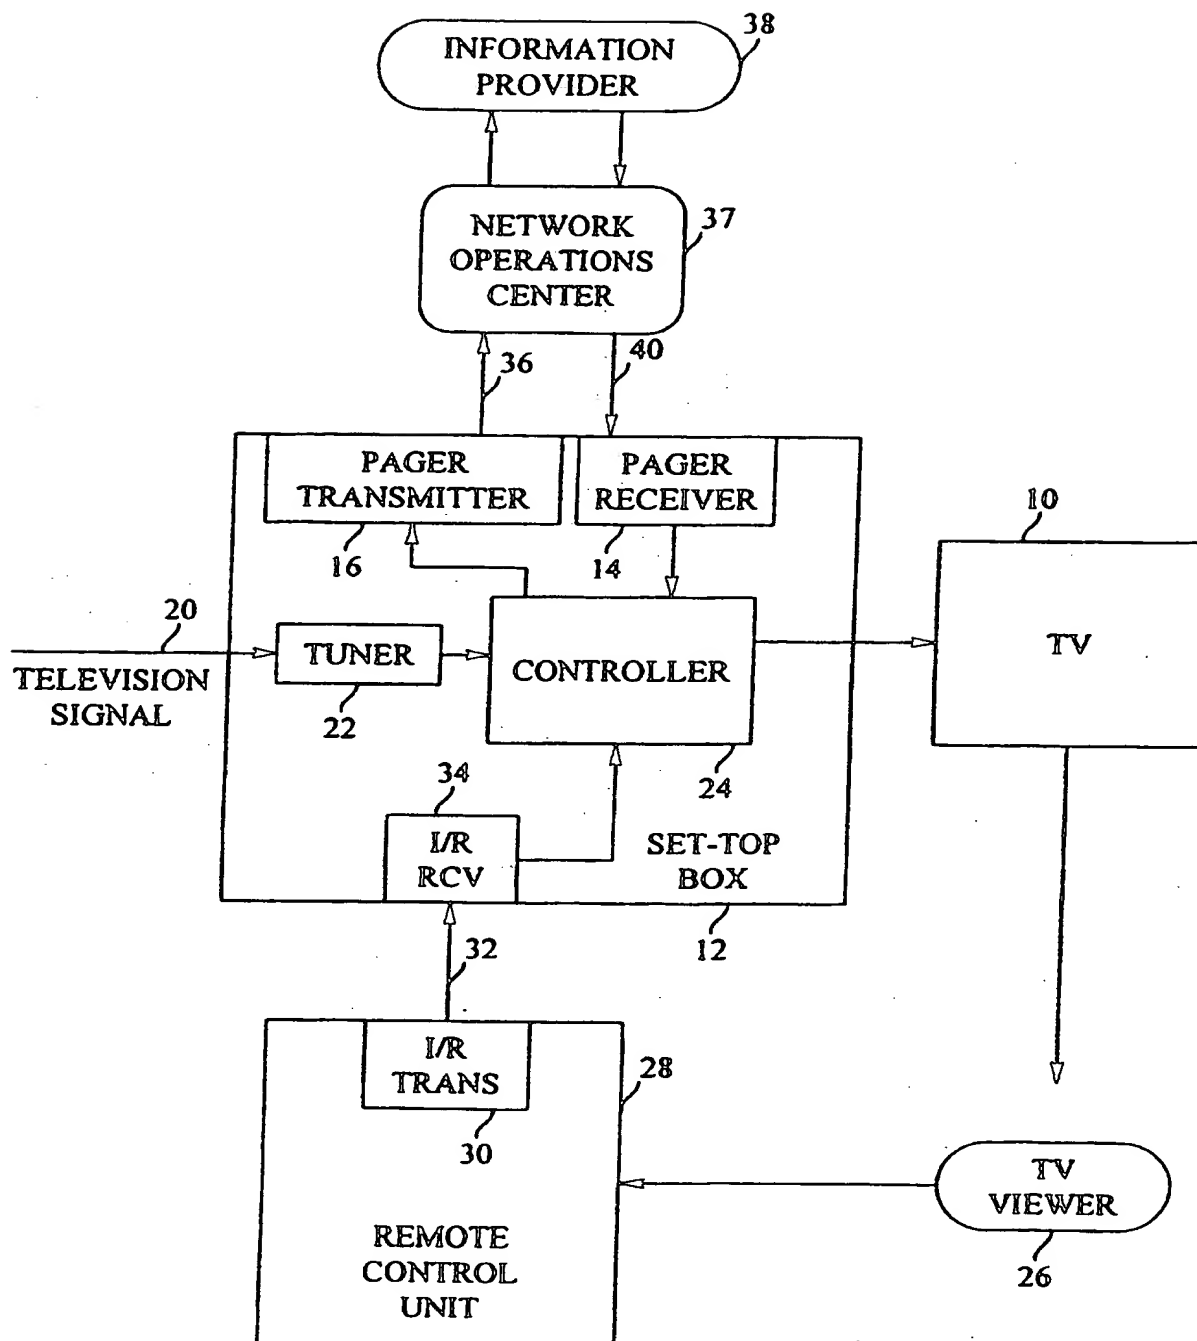 38
INFORMATION
PROVIDER
37
NETWORK
OPERATIONS
CENTER
36
40
PAGER
TRANSMITTER
PAGER
RECEIVER
16
14
10
20
TELEVISION
SIGNAL
TUNER
22
CONTROLLER
TV
24
34
I/R
RCV
SET-TOP
BOX
12
32
I/R
TRANS
28
30
REMOTE
CONTROL
UNIT
TV
VIEWER
26